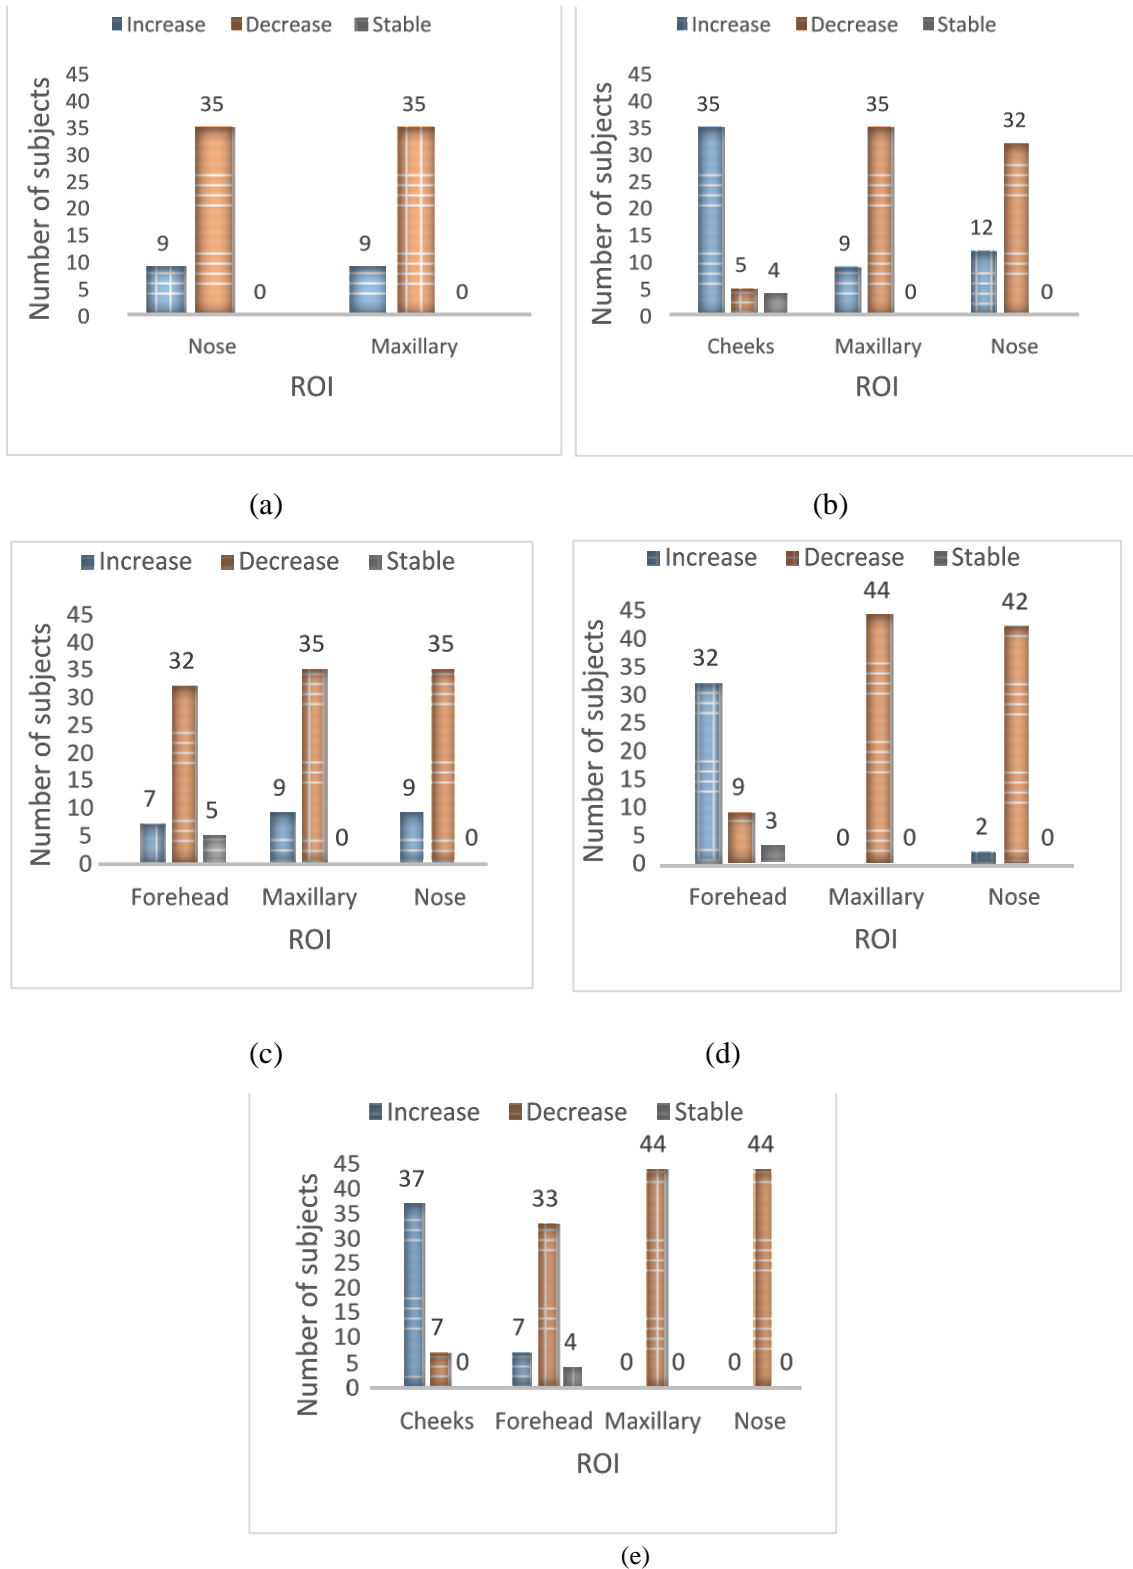 Increase Decrease Stable
Number of subjects
45
40
35
30
25
20
15
10
5
0
9 35 0 9 35 0
Nose Maxillary
ROI
Increase Decrease Stable
Number of subjects
45
40
35
30
25
20
15
10
5
0
35 5 4 9 35 0 12 32 0
Cheeks Maxillary Nose
ROI
(a) (b)
Increase Decrease Stable
Number of subjects
45
40
35
30
25
20
15
10
5
0
7 32 5 9 35 0 9 35 0
Forehead Maxillary Nose
ROI
Increase Decrease Stable
Number of subjects
45
40
35
30
25
20
15
10
5
0
32 9 3 0 44 0 2 42 0
Forehead Maxillary Nose
ROI
(c) (d)
Increase Decrease Stable
Number of subjects
45
40
35
30
25
20
15
10
5
0
37 7 0 7 33 4 0 44 0 0 44 0
Cheeks Forehead Maxillary Nose
ROI
(e)